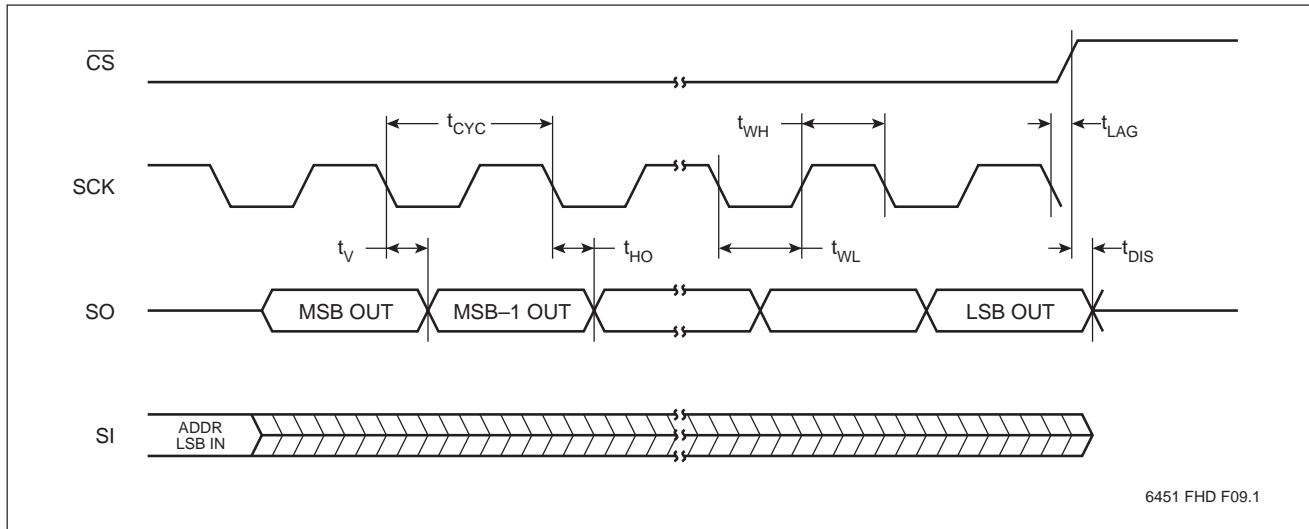 CS
tCYC
tWH
tLAG
SCK
tV
tHO
tWL
tDIS
SO
MSB OUT
MSB–1 OUT
LSB OUT
SI
ADDR
LSB IN
6451 FHD F09.1